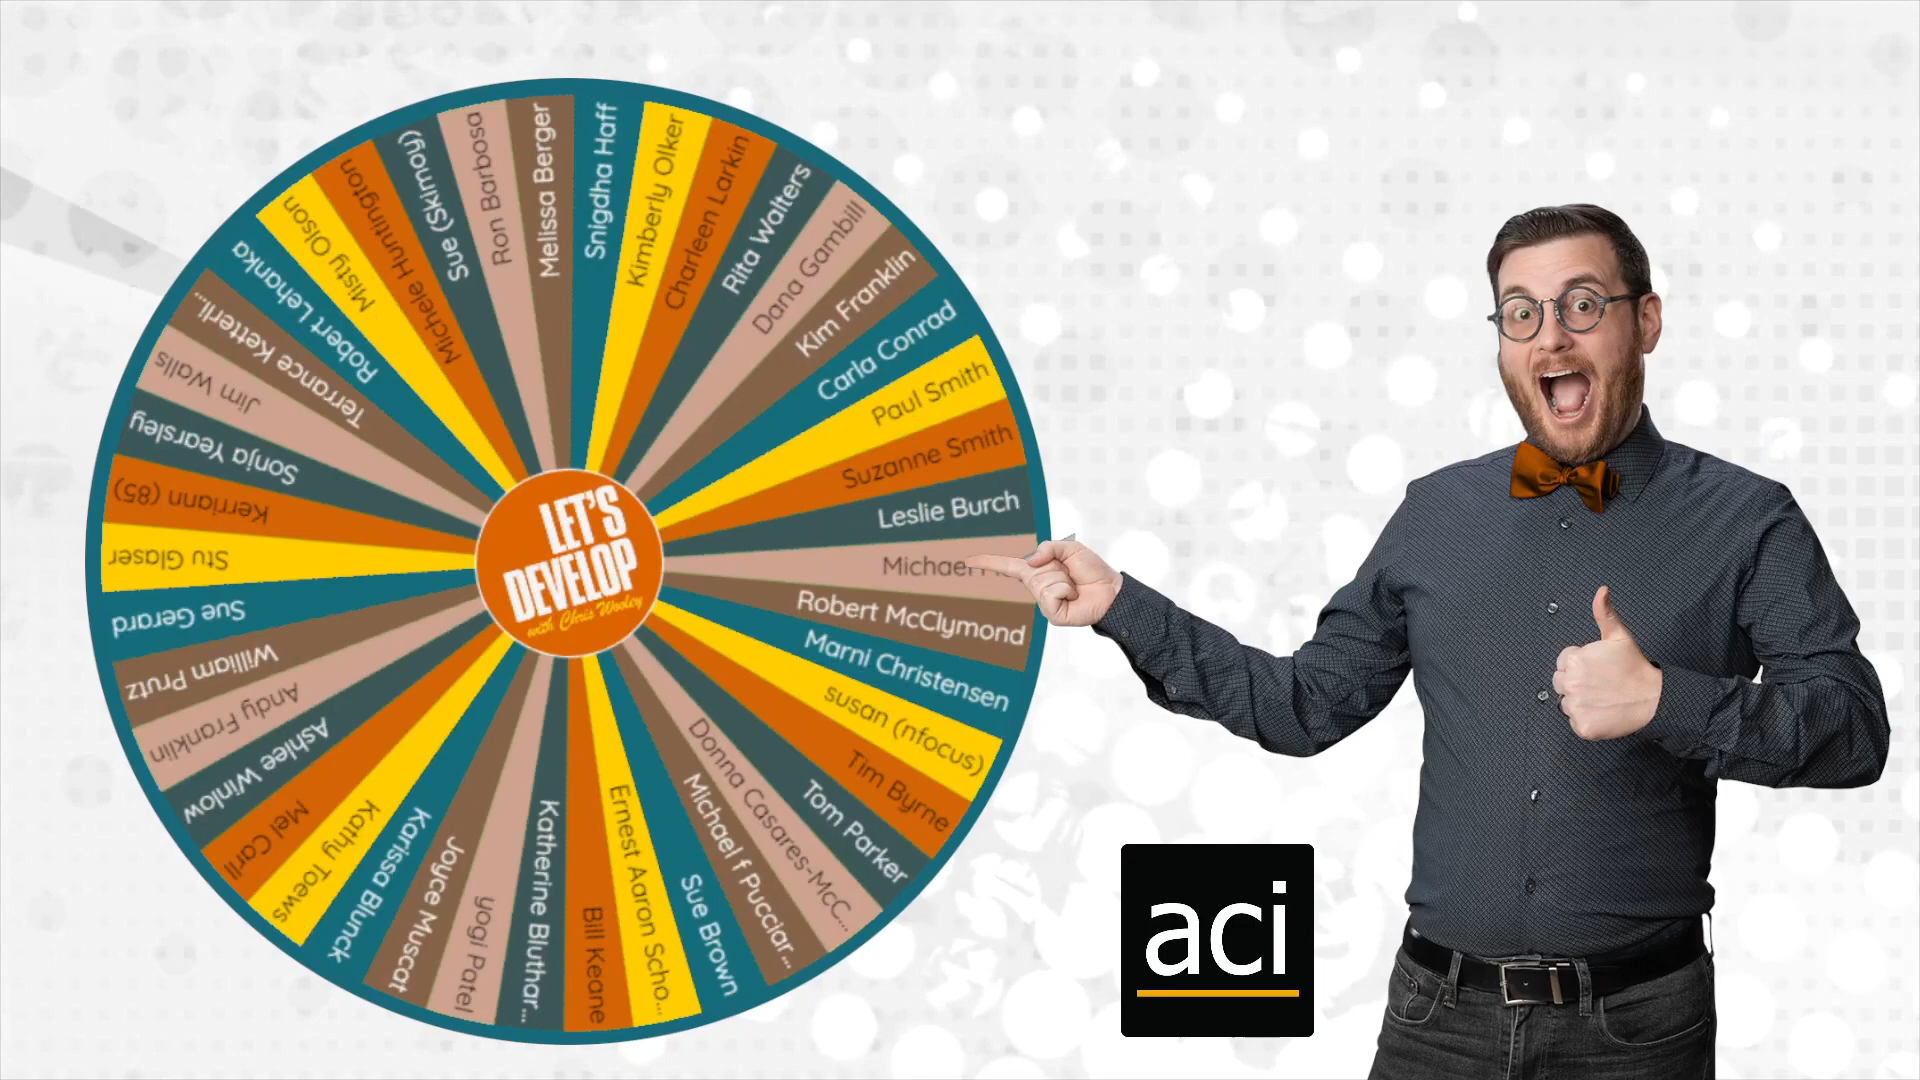 Snigdha Haff
Kimberly Olker
Charleen Larkin
Rita Walters
Dana Gambill
Kim Franklin
Carla Conrad
Paul Smith
Suzanne Smith
Leslie Burch
Michael
Robert McClymond
Marni Christensen
susan (nfocus)
Tim Byrne
Tom Parker
Donna Casares-McC...
Michael f Pucciar...
Sue Brown
Ernest Aaron Scho...
Bill Keane
Katherine Bluthar...
yogi Patel
Joyce Muscat
Karissa Blunck
Kathy Toews
Mel Carll
Ashlee Winlow
Andy Franklin
William Prutz
Sue Gerard
Stu Glaser
Kerriann (85)
Sonja Yearsley
Jim Walls
Terrance Ketterli...
Robert Lehanka
Misty Olson
Michele Huntington
Sue (Skimoy)
Ron Barbosa
Melissa Berger
LET'S
DEVELOP
with Chris Wooley
aci